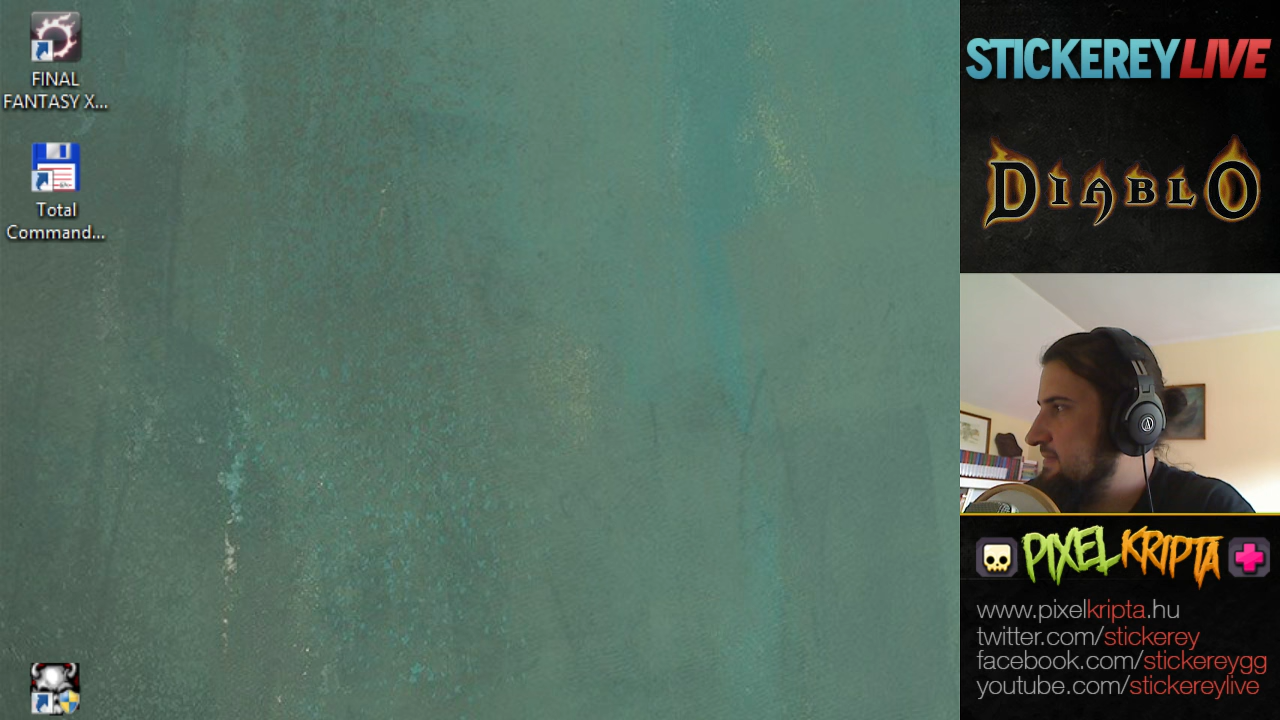 FINAL
FANTASY X...
Total
Command...
STICKEREYLIVE
DIABLO
PIXELKRIPTA
www.pixelkripta.hu
twitter.com/stickerey
facebook.com/stickereygg
youtube.com/stickereylive